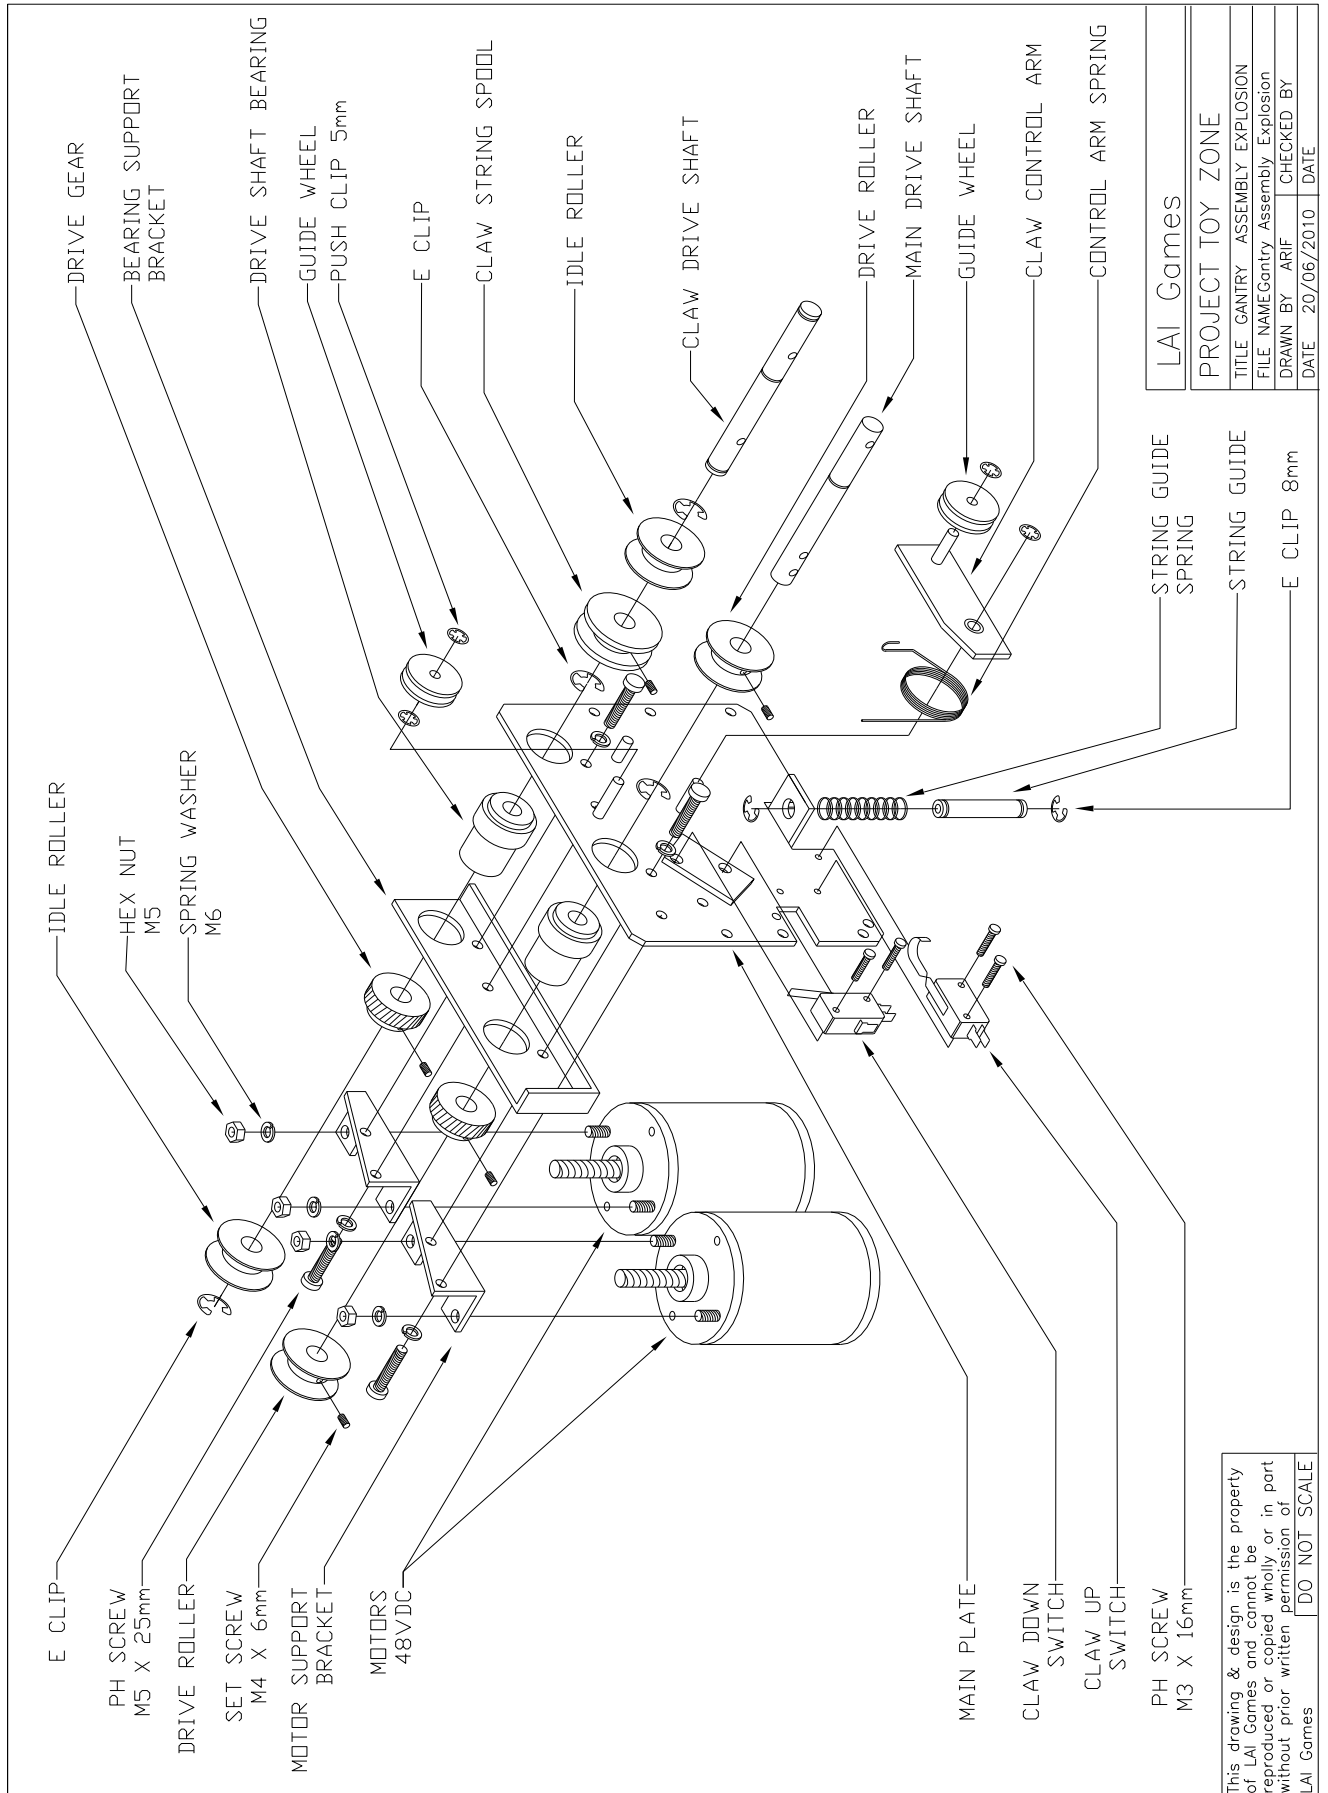 E CLIP
PH SCREW
M5 X 25mm
DRIVE ROLLER
SET SCREW
M4 X 6mm
MOTOR SUPPORT
BRACKET
MOTORS
48VDC
MAIN PLATE
CLAW DOWN
SWITCH
CLAW UP
SWITCH
PH SCREW
M3 X 16mm
IDLE ROLLER
HEX NUT
M5
SPRING WASHER
M6
DRIVE GEAR
BEARING SUPPORT
BRACKET
DRIVE SHAFT BEARING
GUIDE WHEEL
PUSH CLIP 5mm
E CLIP
CLAW STRING SPOOL
IDLE ROLLER
CLAW DRIVE SHAFT
DRIVE ROLLER
MAIN DRIVE SHAFT
GUIDE WHEEL
CLAW CONTROL ARM
CONTROL ARM SPRING
STRING GUIDE
SPRING
STRING GUIDE
E CLIP 8mm
This drawing & design is the property
of LAI Games and cannot be
reproduced or copied wholly or in part
without prior written permission of
LAI Games
DO NOT SCALE
LAI Games
PROJECT TOY ZONE
TITLE GANTRY ASSEMBLY EXPLOSION
FILE NAMEGantry Assembly Explosion
DRAWN BY ARIF CHECKED BY
DATE 20/06/2010 DATE